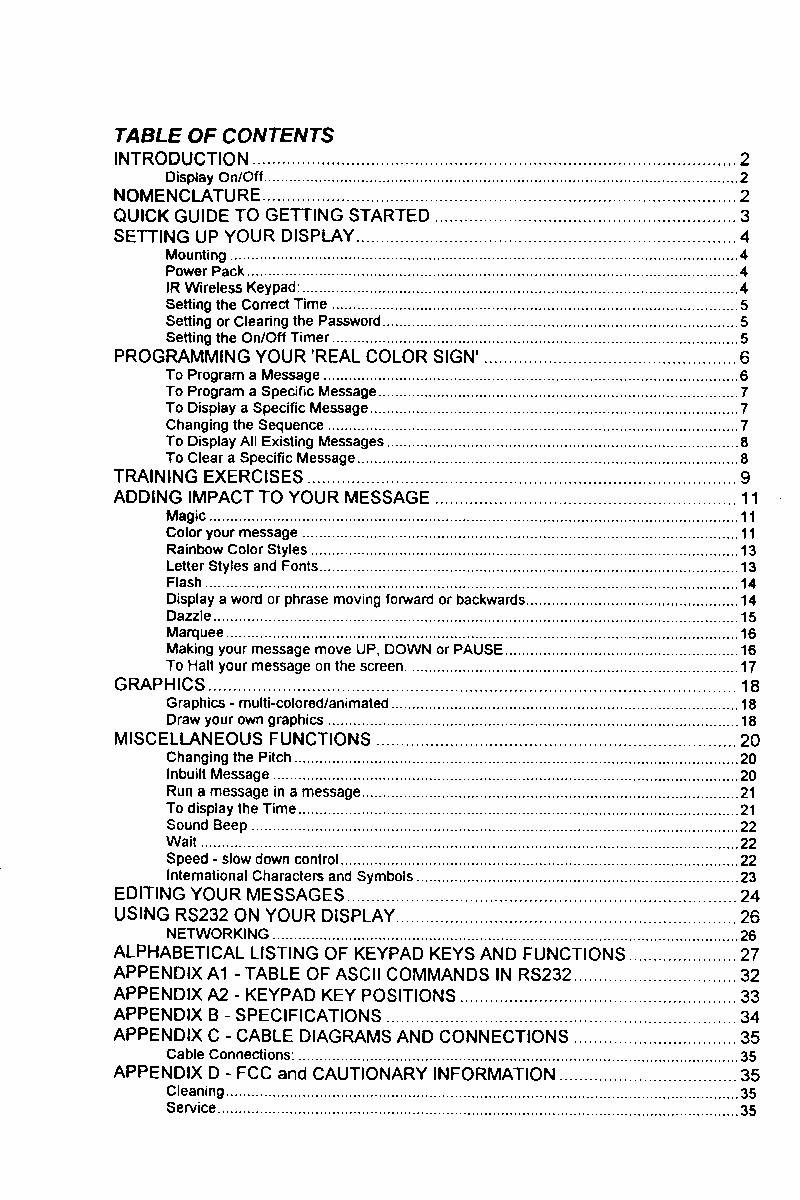 TABLE OF CONTENTS
INTRODUCTION 2
Display On/Off 2
NOMENCLATURE 2
QUICK GUIDE TO GETTING STARTED 3
SETTING UP YOUR DISPLAY 4
Mounting 4
Power Pack 4
IR Wireless Keypad: 4
Setting the Correct Time 5
Setting or Clearing the Password 5
Setting the On/Off Timer 5
PROGRAMMING YOUR 'REAL COLOR SIGN' 6
To Program a Message 6
To Program a Specific Message 7
To Display a Specific Message 7
Changing the Sequence 7
To Display All Existing Messages 8
To Clear a Specific Message 8
TRAINING EXERCISES 9
ADDING IMPACT TO YOUR MESSAGE 11
Magic 11
Color your message 11
Rainbow Color Styles 13
Letter Styles and Fonts 13
Flash 14
Display a word or phrase moving forward or backwards 14
Dazzle 15
Marquee 16
Making your message move UP, DOWN or PAUSE 16
To Halt your message on the screen. 17
GRAPHICS 18
Graphics - multi-colored/animated 18
Draw your own graphics 18
MISCELLANEOUS FUNCTIONS 20
Changing the Pitch 20
Inbuilt Message 20
Run a message in a message 21
To display the Time 21
Sound Beep 22
Wait 22
Speed - slow down control 22
International Characters and Symbols 23
EDITING YOUR MESSAGES 24
USING RS232 ON YOUR DISPLAY 26
NETWORKING 26
ALPHABETICAL LISTING OF KEYPAD KEYS AND FUNCTIONS 27
APPENDIX A1 - TABLE OF ASCII COMMANDS IN RS232 32
APPENDIX A2 - KEYPAD KEY POSITIONS 33
APPENDIX B - SPECIFICATIONS 34
APPENDIX C - CABLE DIAGRAMS AND CONNECTIONS 35
Cable Connections: 35
APPENDIX D - FCC and CAUTIONARY INFORMATION 35
Cleaning 35
Service 35